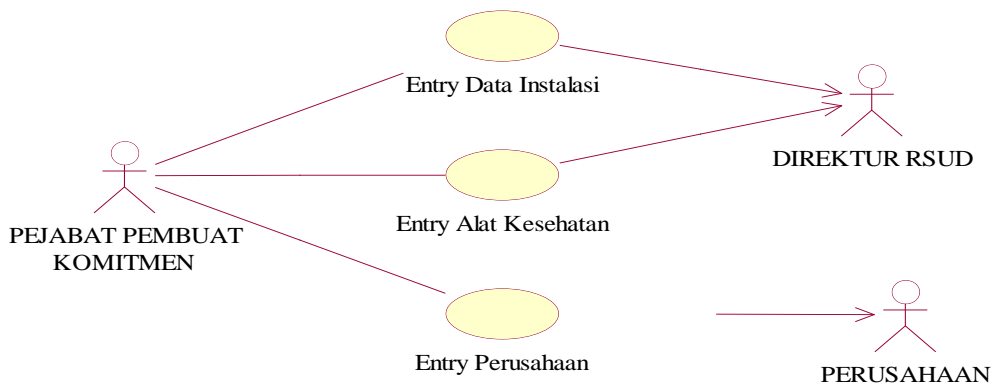 Entry Data Instalasi
DIREKTUR RSUD
Entry Alat Kesehatan
PEJABAT PEMBUAT
KOMITMEN
Entry Perusahaan
PERUSAHAAN